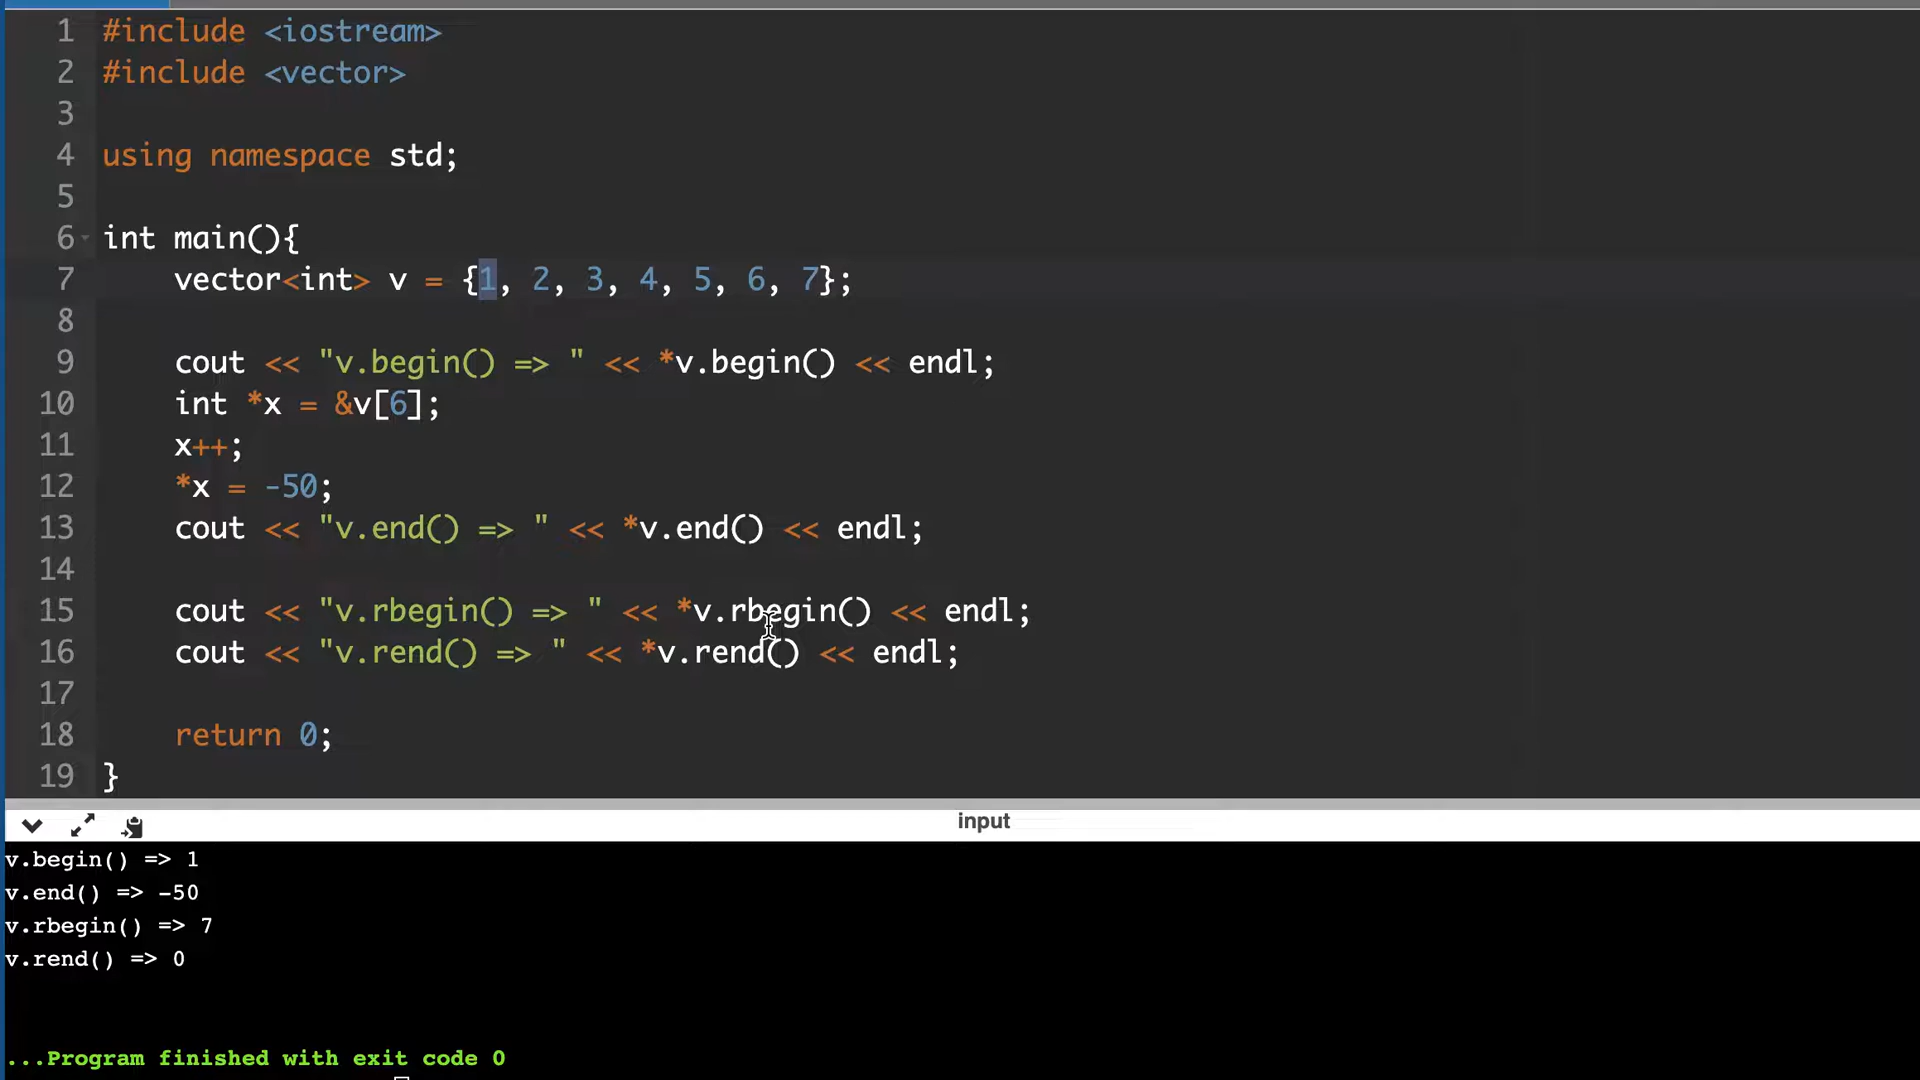 1 #include <iostream>
2 #include <vector>
3
4 using namespace std;
5
6 int main(){
7     vector<int> v = {1, 2, 3, 4, 5, 6, 7};
8
9     cout << "v.begin() => " << *v.begin() << endl;
10     int *x = &v[6];
11     x++;
12     *x = -50;
13     cout << "v.end() => " << *v.end() << endl;
14
15     cout << "v.rbegin() => " << *v.rbegin() << endl;
16     cout << "v.rend() => " << *v.rend() << endl;
17
18     return 0;
19 }
input
v.begin() => 1
v.end() => -50
v.rbegin() => 7
v.rend() => 0
...Program finished with exit code 0